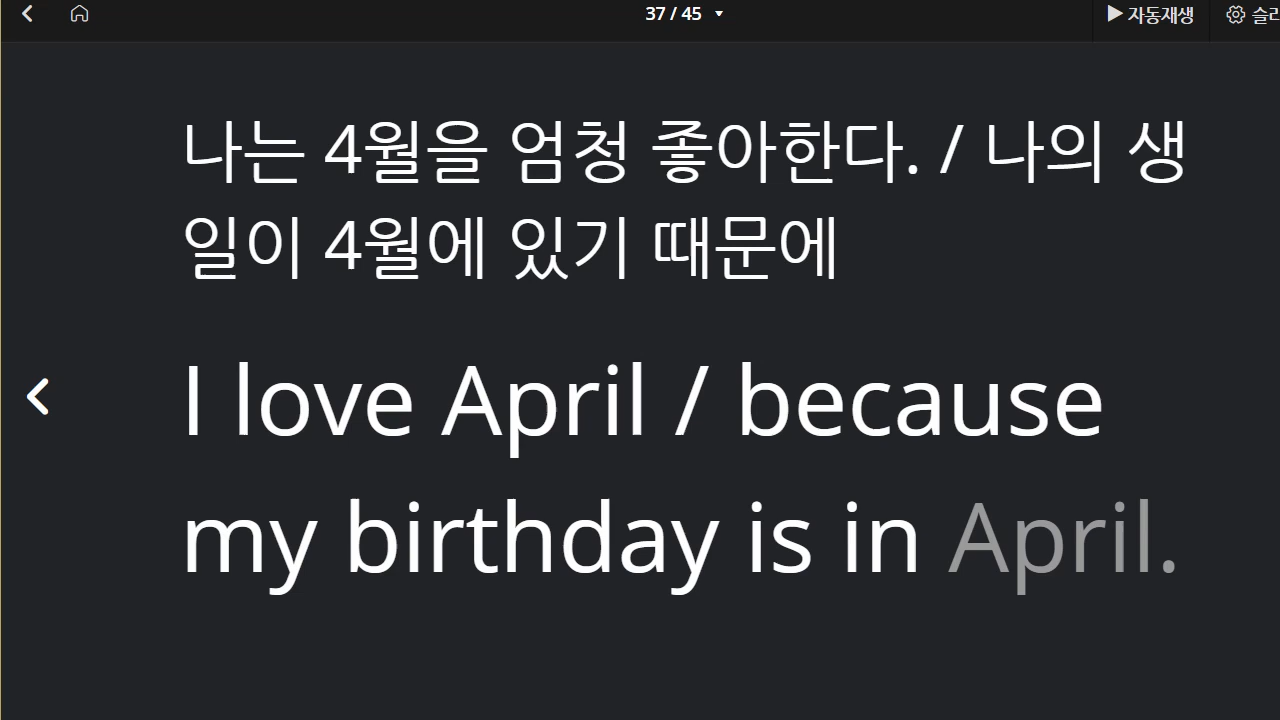 37 / 45
자동재생
나는 4월을 엄청 좋아한다. / 나의 생
일이 4월에 있기 때문에
I love April / because
my birthday is in April.